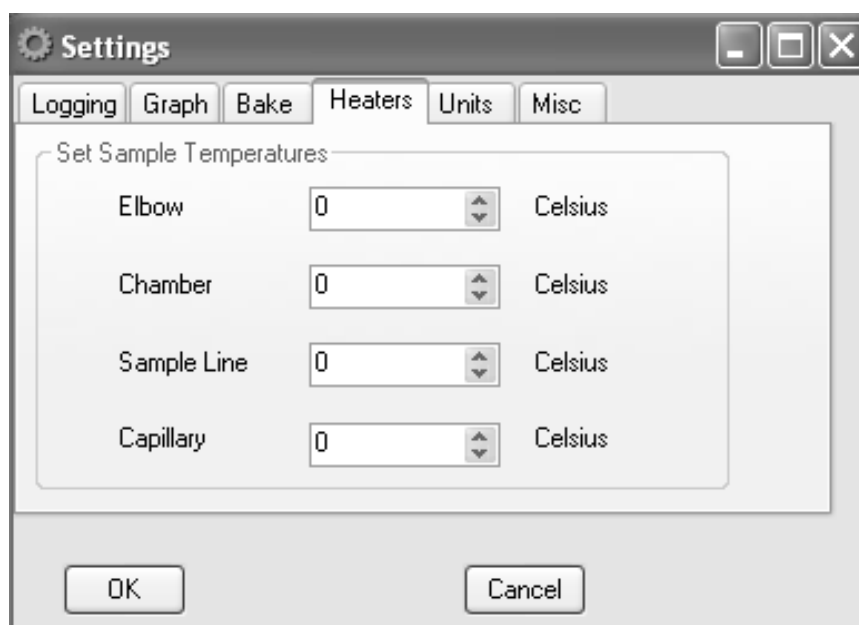 Settings
Logging Graph Bake Heaters Units Misc
Set Sample Temperatures
Elbow 0 Celsius
Chamber 0 Celsius
Sample Line 0 Celsius
Capillary 0 Celsius
OK Cancel